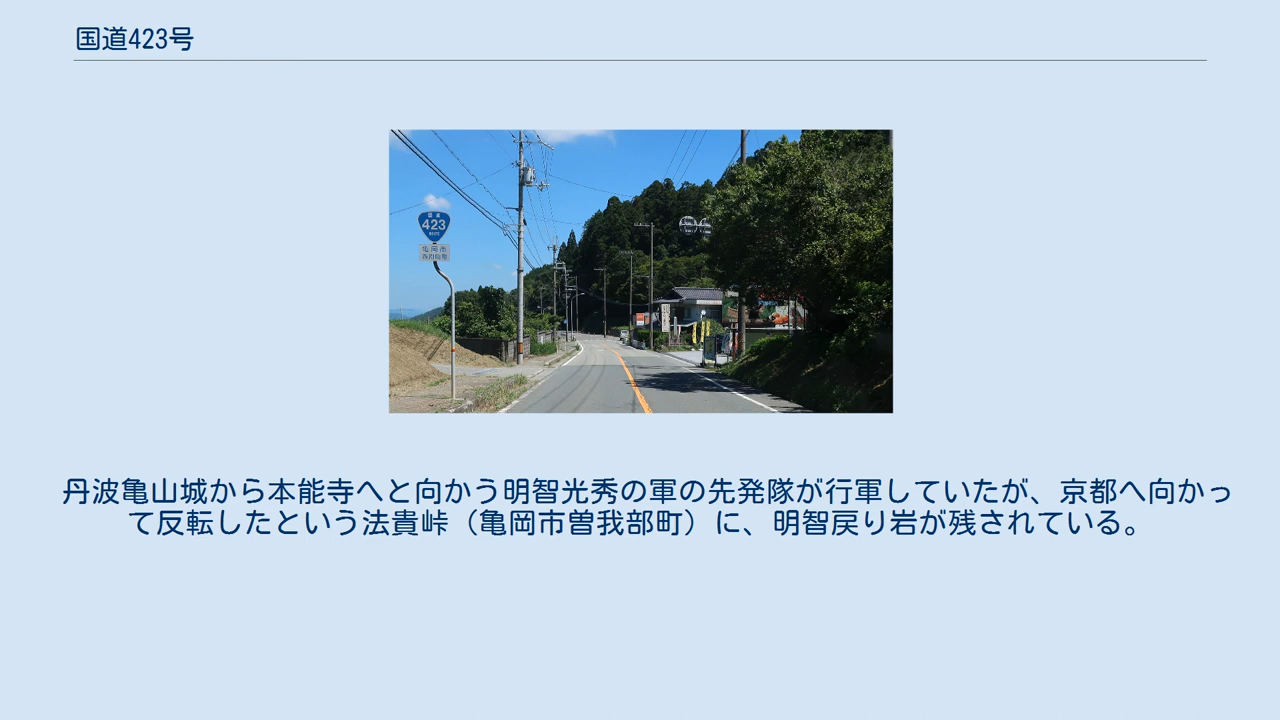 国道423号
国道
423
ROUTE
亀岡市
丹波亀山城から本能寺へと向かう明智光秀の軍の先発隊が行軍していたが、京都へ向かっ
て反転したという法貴峠（亀岡市曽我部町）に、明智戻り岩が残されている。